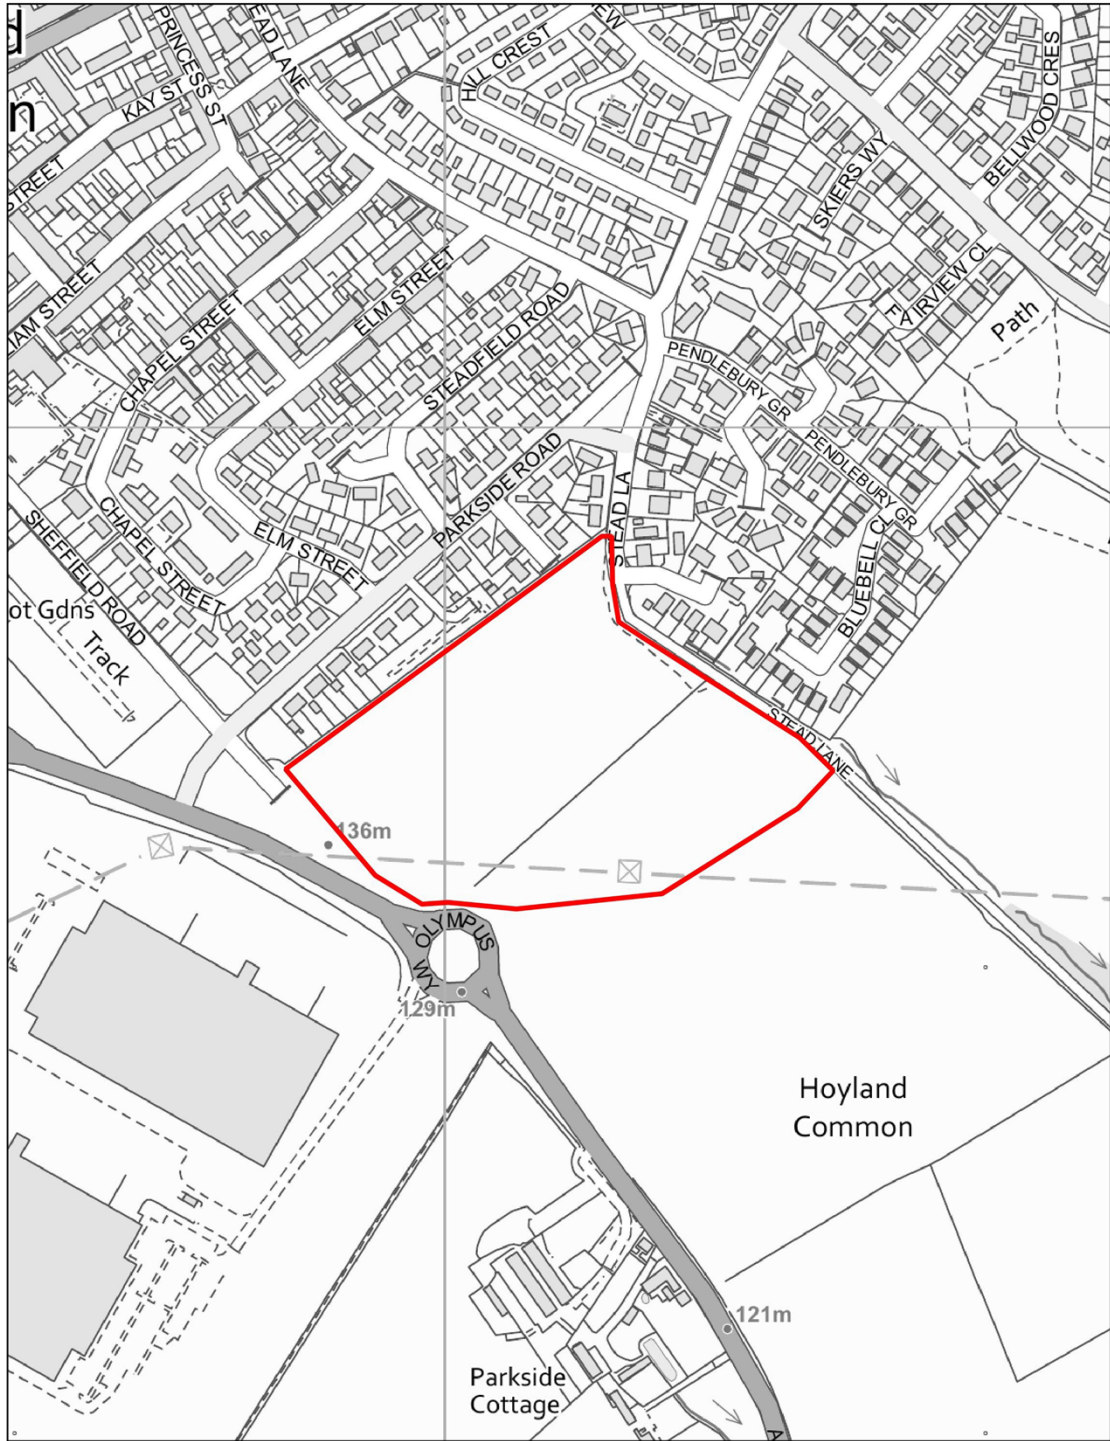 d
n
PRINCESS ST
EAD LANE
KAY ST
HILL CREST
EW
BELLWOOD CRES
SKIERS WY
STREET
FAIRVIEW CL
IAM STREET
CHAPEL STREET
ELM STREET
STEADFIELD ROAD
Path
PENDLEBURY GR
PENDLEBURY GR
PARKSIDE ROAD
STEAD LA
SHEFFIELD ROAD
CHAPEL STREET
ELM STREET
BLUEBELL CL
ot Gdns
Track
STEAD LANE
136m
OLYMPUS WY
129m
Hoyland
Common
121m
Parkside
Cottage
A